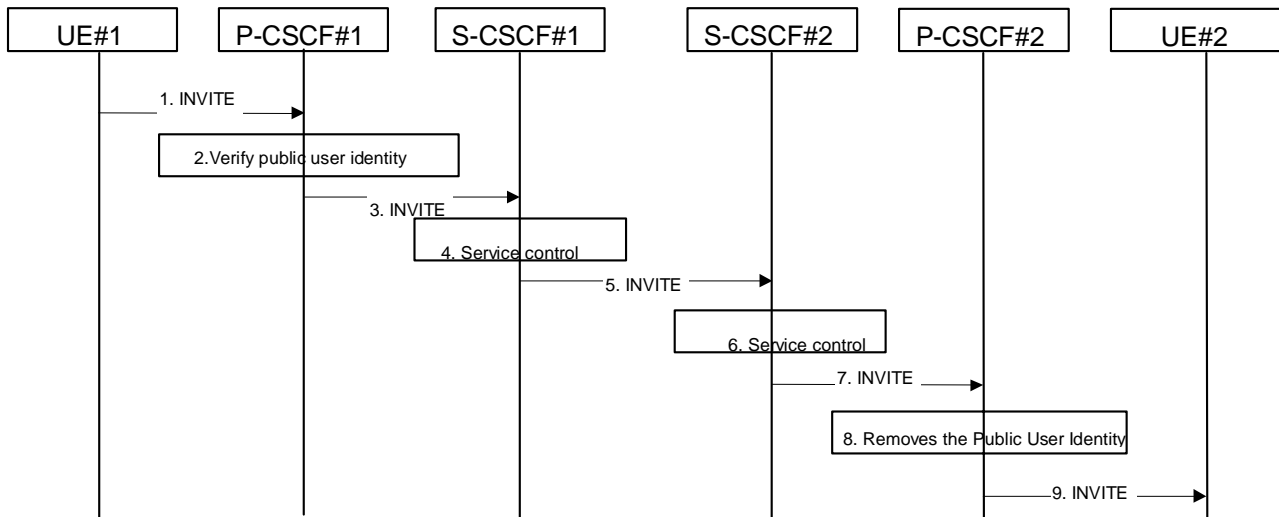 UE#1
P-CSCF#1
S-CSCF#1
S-CSCF#2
P-CSCF#2
UE#2
1. INVITE
2.Verify public user identity
3. INVITE
4. Service control
5. INVITE
6. Service control
7. INVITE
8. Removes the Public User Identity
9. INVITE